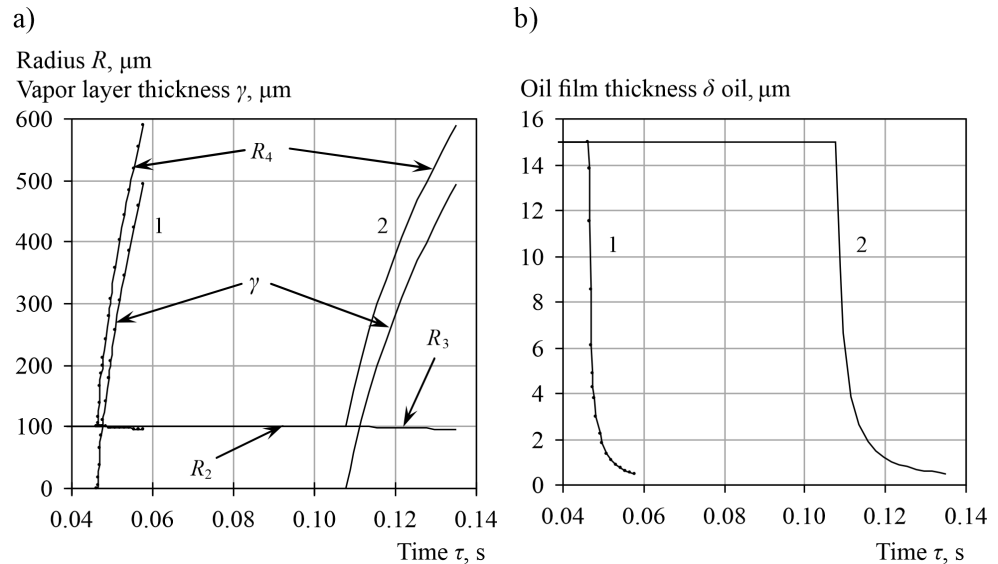 a)
Radius R, μm
Vapor layer thickness γ, μm
600
500
400
300
200
100
0
0.04 0.06 0.08 0.10 0.12 0.14
Time τ, s
R4
1
2
γ
R3
R2
b)
Oil film thickness δ oil, μm
16
14
12
10
8
6
4
2
0
0.04 0.06 0.08 0.10 0.12 0.14
Time τ, s
1
2